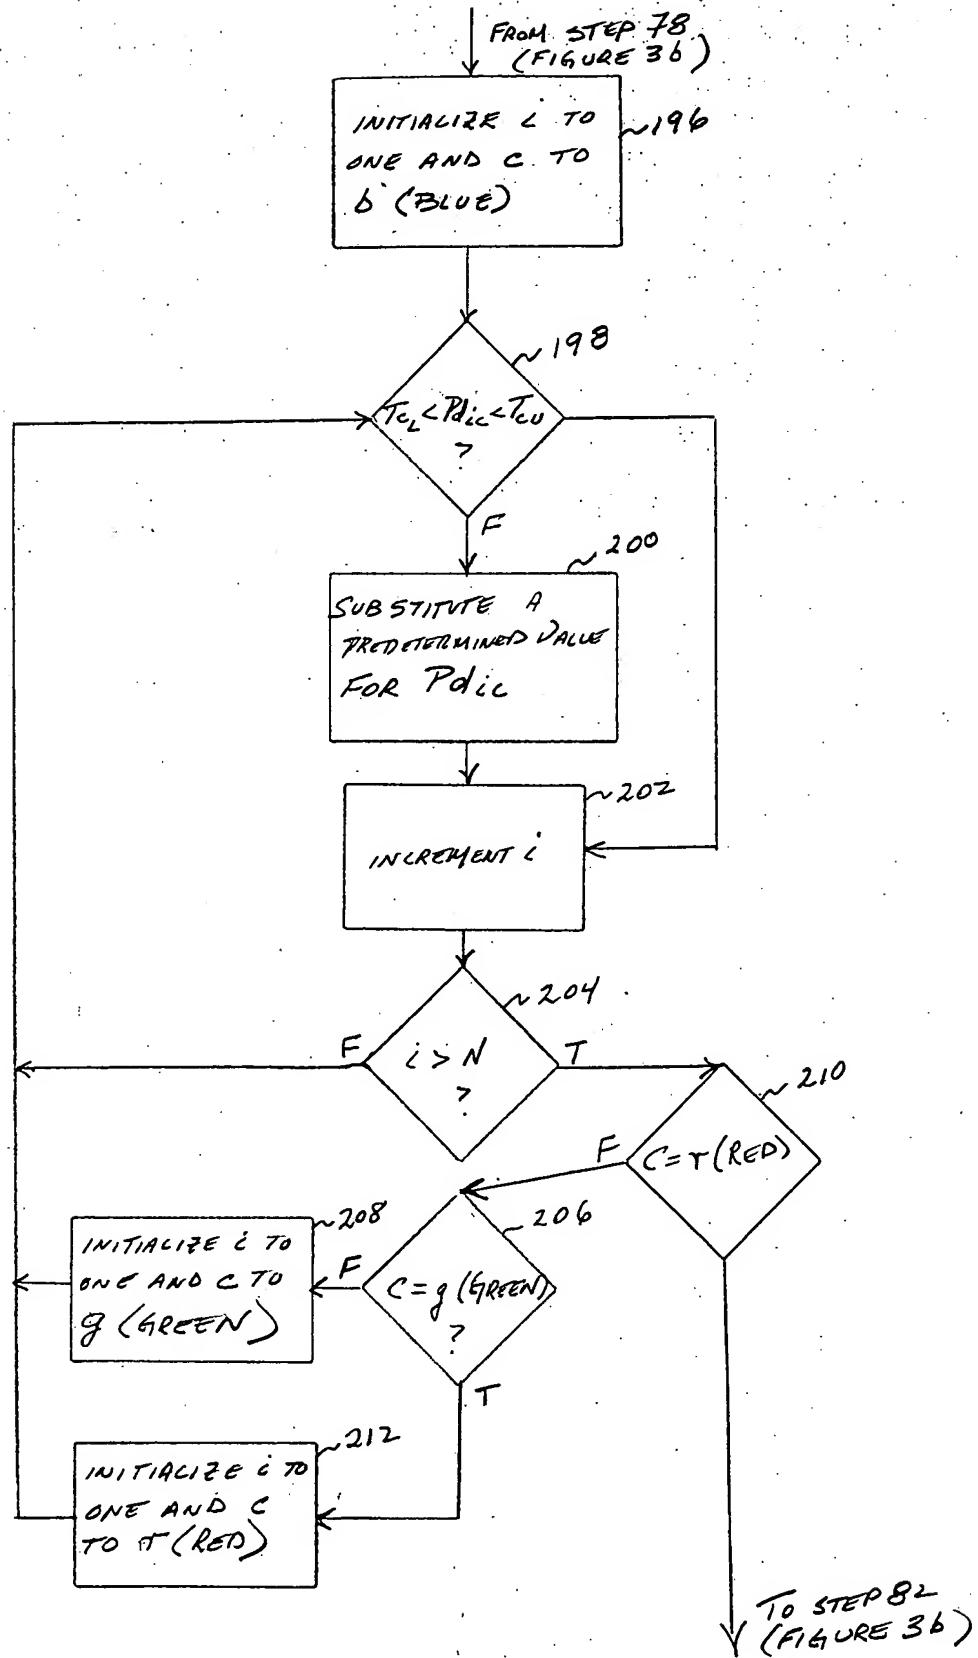 FROM STEP 78
(FIGURE 3b)
INITIALIZE i TO
ONE AND C TO
b (BLUE)
196
198
TcL < Pdic < Tcu
?
F
200
SUBSTITUTE A
PREDETERMINED VALUE
FOR Pdic
202
INCREMENT i
204
F
i > N
?
T
210
C = r (RED)
F
206
C = g (GREEN)
?
F
T
208
INITIALIZE i TO
ONE AND C TO
g (GREEN)
212
INITIALIZE i TO
ONE AND C
TO r (RED)
TO STEP 82
(FIGURE 3b)